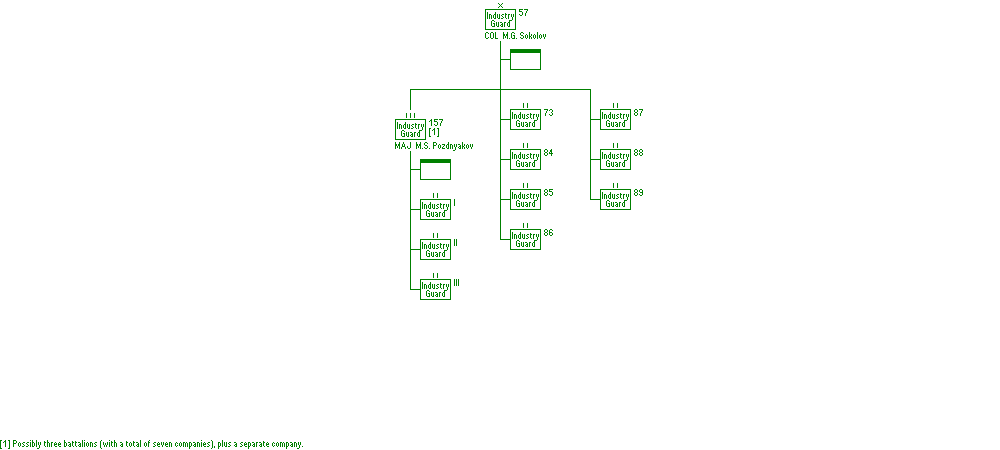 X
Industry 57
Guard
COL M.G. Sokolov
III
Industry 157
Guard [1]
MAJ M.S. Pozdnyakov
II
Industry I
Guard
II
Industry II
Guard
II
Industry III
Guard
II
Industry 73
Guard
II
Industry 84
Guard
II
Industry 85
Guard
II
Industry 86
Guard
II
Industry 87
Guard
II
Industry 88
Guard
II
Industry 89
Guard
[1] Possibly three battalions (with a total of seven companies), plus a separate company.